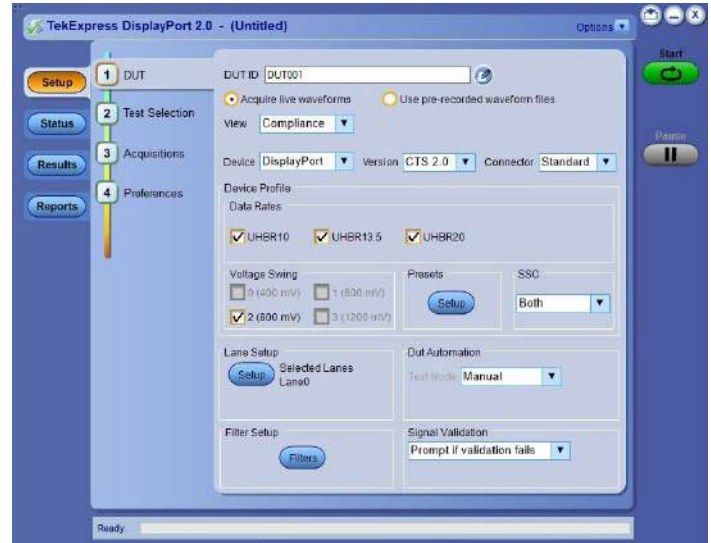 TekExpress DisplayPort 2.0 - (Untitled)
Options
Start
Pause
Setup
Status
Results
Reports
1 DUT
2 Test Selection
3 Acquisitions
4 Preferences
DUT ID DUT001
Acquire live waveforms
Use pre-recorded waveform files
View Compliance
Device DisplayPort Version CTS 2.0 Connector Standard
Device Profile
Data Rates
UHBR10 UHBR13.5 UHBR20
Voltage Swing
0 (400 mV) 1 (600 mV)
2 (800 mV) 3 (1200 mV)
Presets
Setup
SSC
Both
Lane Setup
Setup
Selected Lanes
Lane0
Dut Automation
Test Mode Manual
Filter Setup
Filters
Signal Validation
Prompt if validation fails
Ready